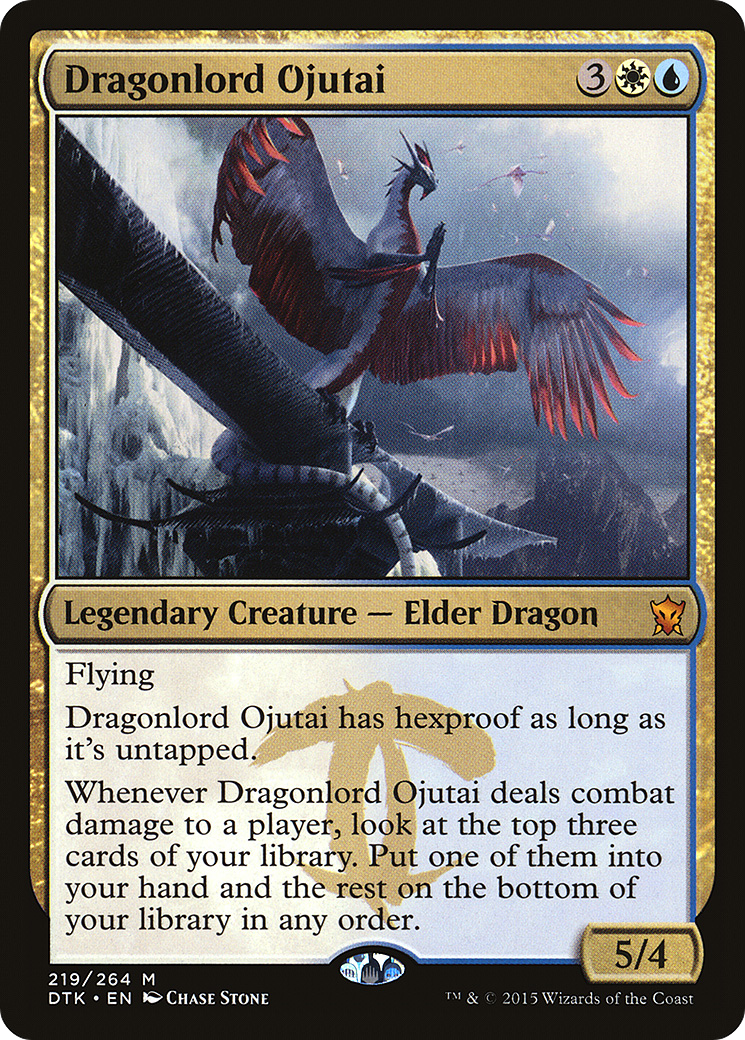 Dragonlord Ojutai 3
Legendary Creature — Elder Dragon
Flying
Dragonlord Ojutai has hexproof as long as
it's untapped.
Whenever Dragonlord Ojutai deals combat
damage to a player, look at the top three
cards of your library. Put one of them into
your hand and the rest on the bottom of
your library in any order.
5/4
219/264 M
DTK • EN Chase Stone
™ & © 2015 Wizards of the Coast